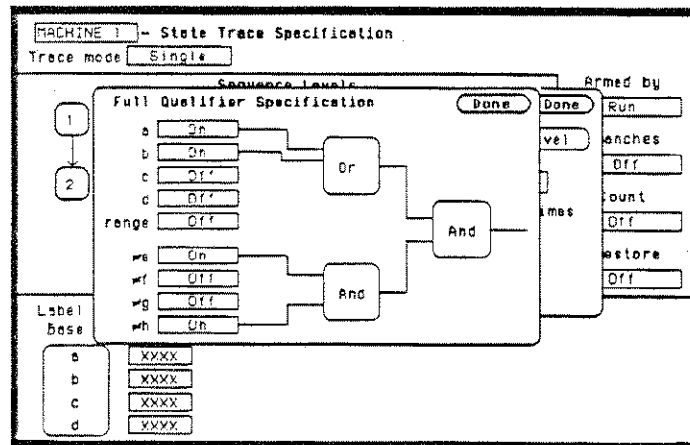 MACHINE 1 - State Trace Specification
Trace mode Single
Sequence Levels
Armed by
Run
Full Qualifier Specification
Done
Done
1
2
a On
b On
c Off
d Off
range Off
Or
And
≠e On
≠f Off
≠g Off
≠h On
And
vel
anches
Off
ount
Off
mes
estore
Off
Label
Base
a XXXX
b XXXX
c XXXX
d XXXX